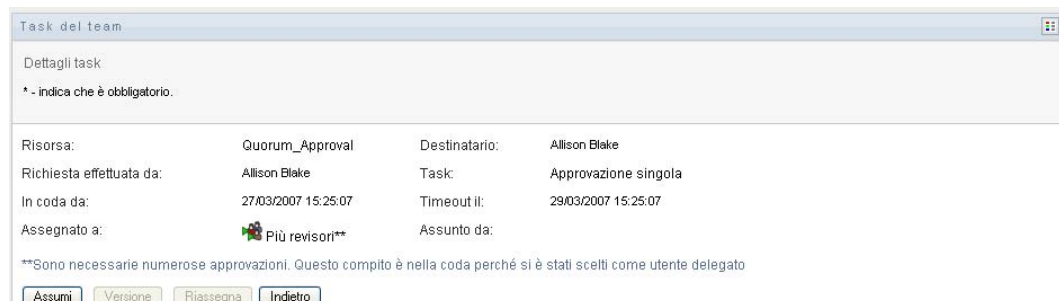 Task del team
Dettagli task
* - indica che è obbligatorio.
Risorsa: Quorum_Approval Destinatario: Allison Blake
Richiesta effettuata da: Allison Blake Task: Approvazione singola
In coda da: 27/03/2007 15:25:07 Timeout il: 29/03/2007 15:25:07
Assegnato a: Più revisori** Assunto da:
**Sono necessarie numerose approvazioni. Questo compito è nella coda perché si è stati scelti come utente delegato
Assumi Versione Riassegna Indietro